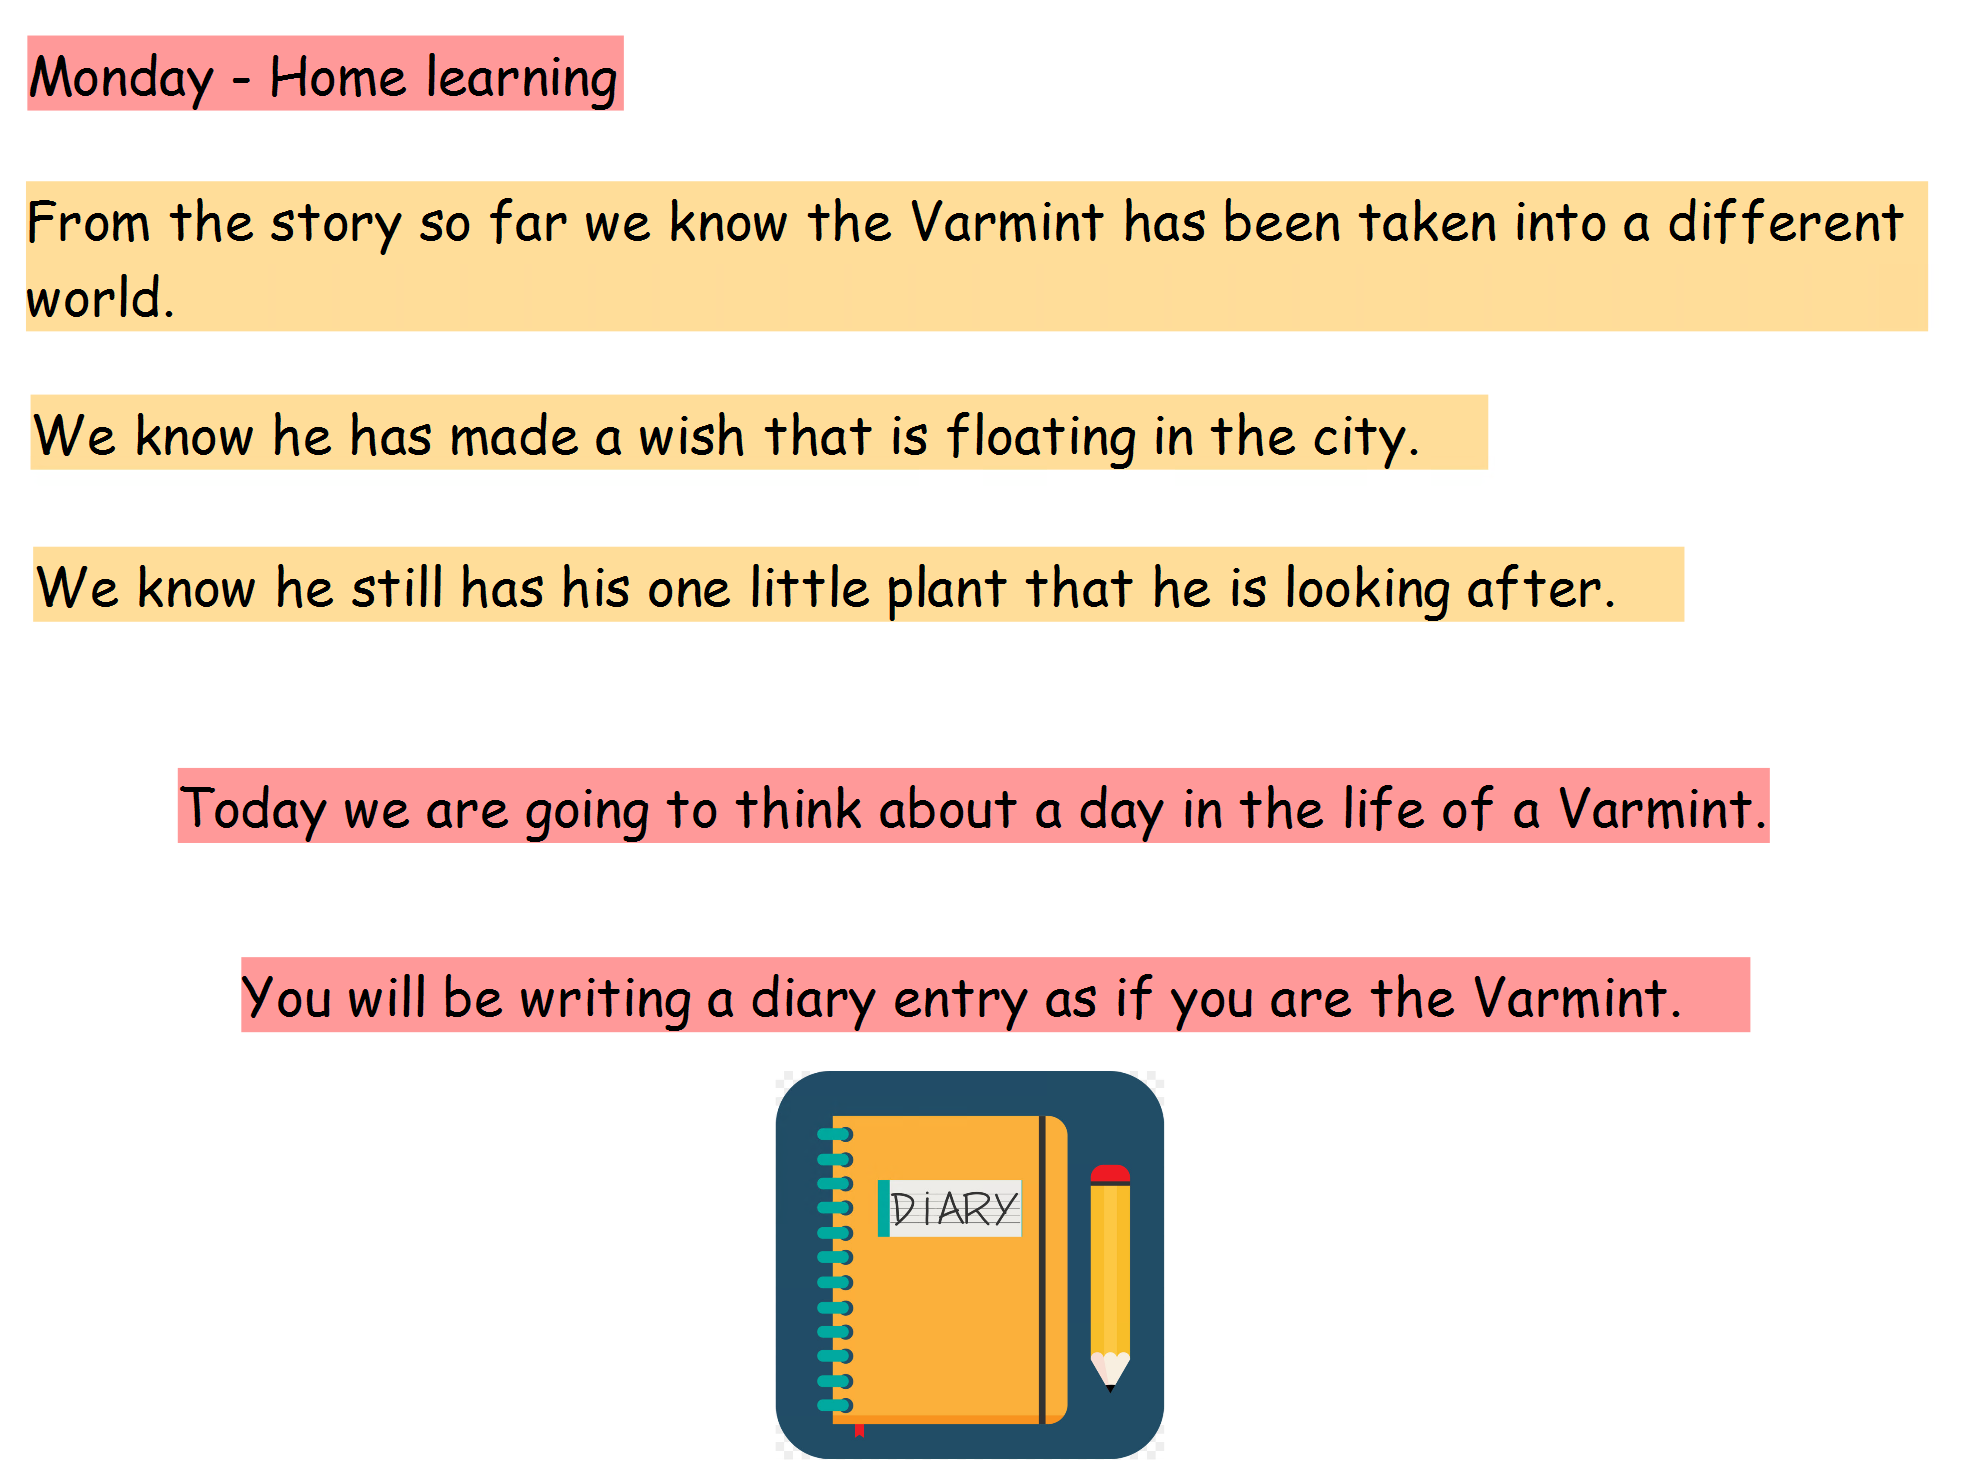 Monday - Home learning
From the story so far we know the Varmint has been taken into a different
world.
We know he has made a wish that is floating in the city.
We know he still has his one little plant that he is looking after.
Today we are going to think about a day in the life of a Varmint.
You will be writing a diary entry as if you are the Varmint.
DiARY